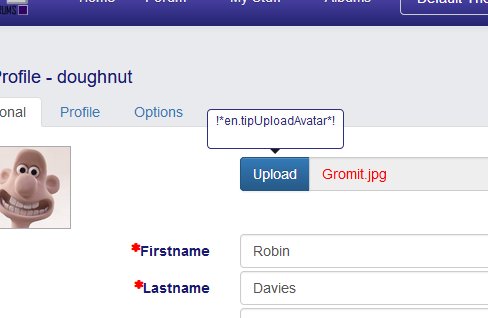 Home Forum My Stuff Albums Default The
Profile - doughnut
onal Profile Options
!*en.tipUploadAvatar*!
Upload Gromit.jpg
*Firstname Robin
*Lastname Davies